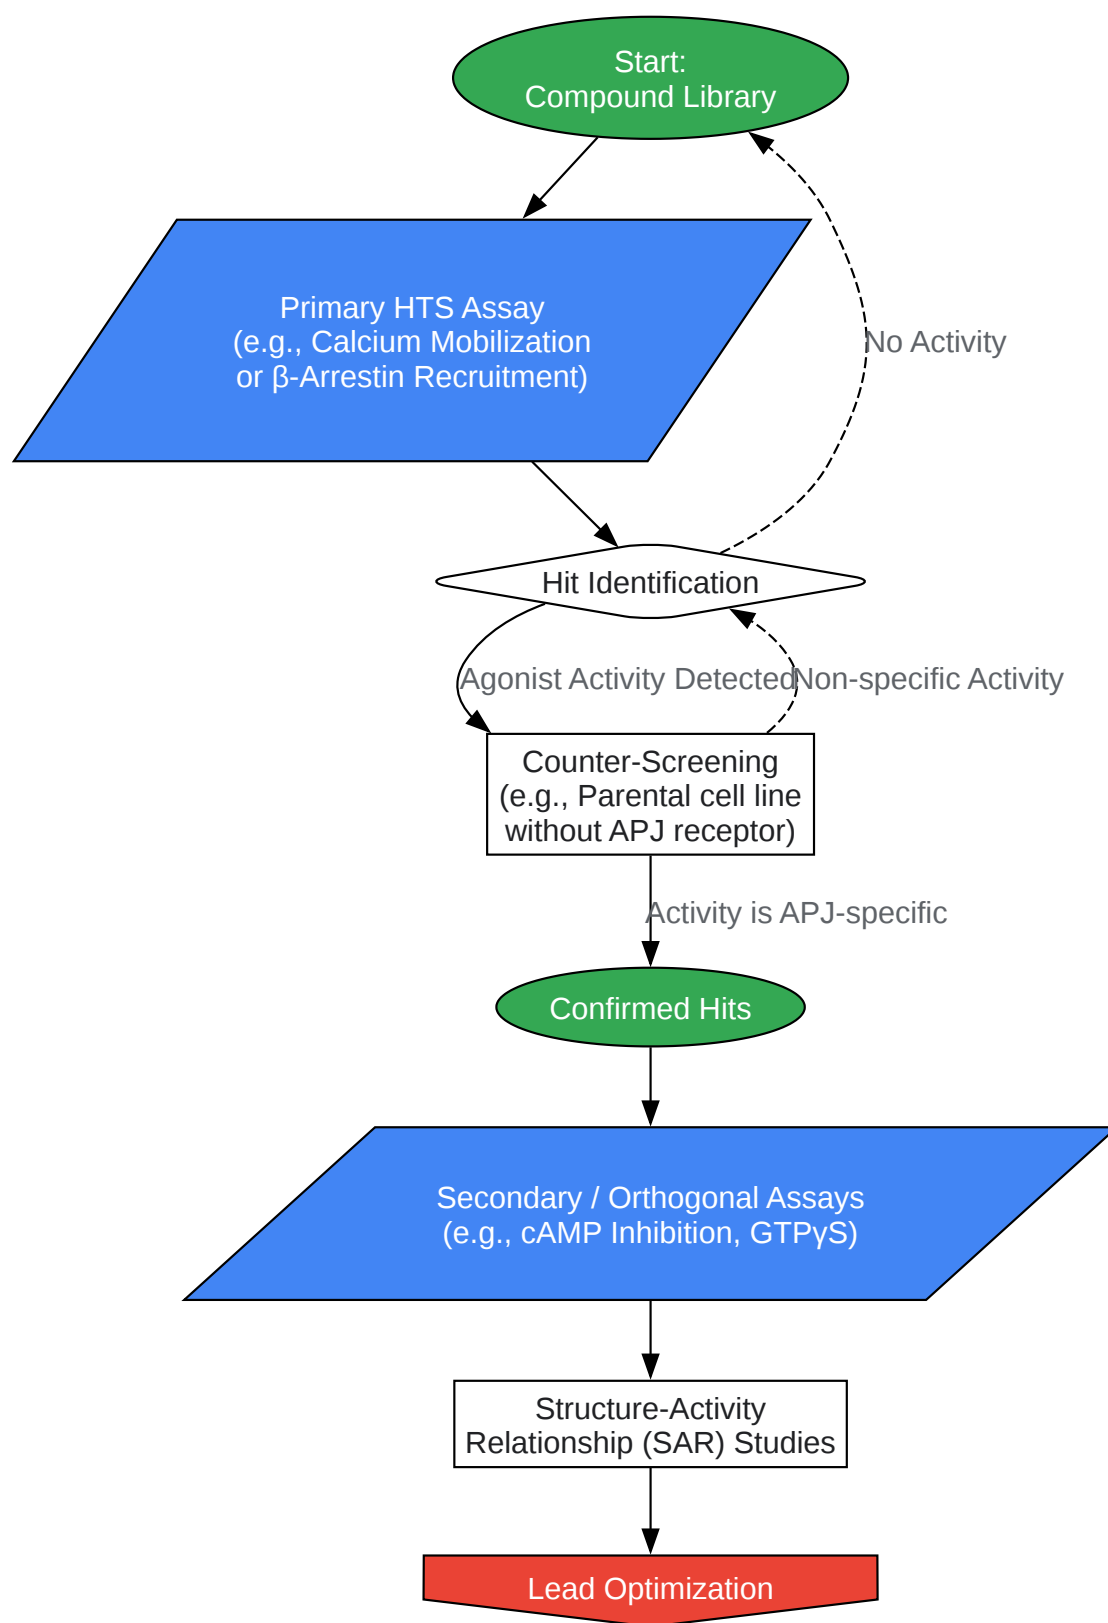 Start:
Compound Library
Primary HTS Assay
(e.g., Calcium Mobilization
or β-Arrestin Recruitment)
No Activity
Hit Identification
Agonist Activity Detected
Non-specific Activity
Counter-Screening
(e.g., Parental cell line
without APJ receptor)
Activity is APJ-specific
Confirmed Hits
Secondary / Orthogonal Assays
(e.g., cAMP Inhibition, GTPγS)
Structure-Activity
Relationship (SAR) Studies
Lead Optimization